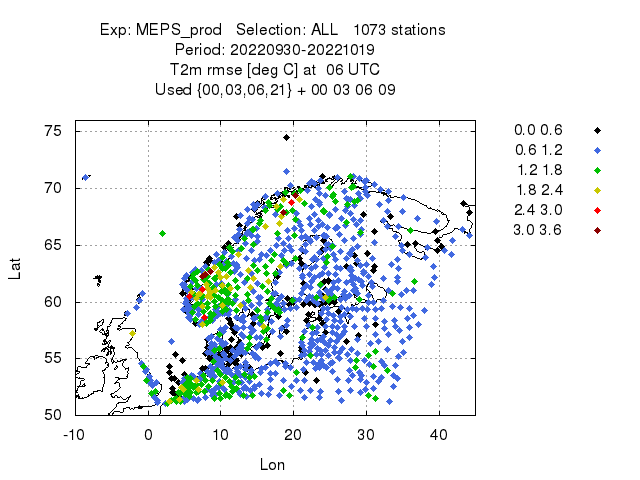 Exp: MEPS_prod   Selection: ALL   1073 stations
Period: 20220930-20221019
T2m rmse [deg C] at  06 UTC
Used {00,03,06,21} + 00 03 06 09
0.0 0.6
0.6 1.2
1.2 1.8
1.8 2.4
2.4 3.0
3.0 3.6
75
70
65
60
55
50
Lat
-10 0 10 20 30 40
Lon